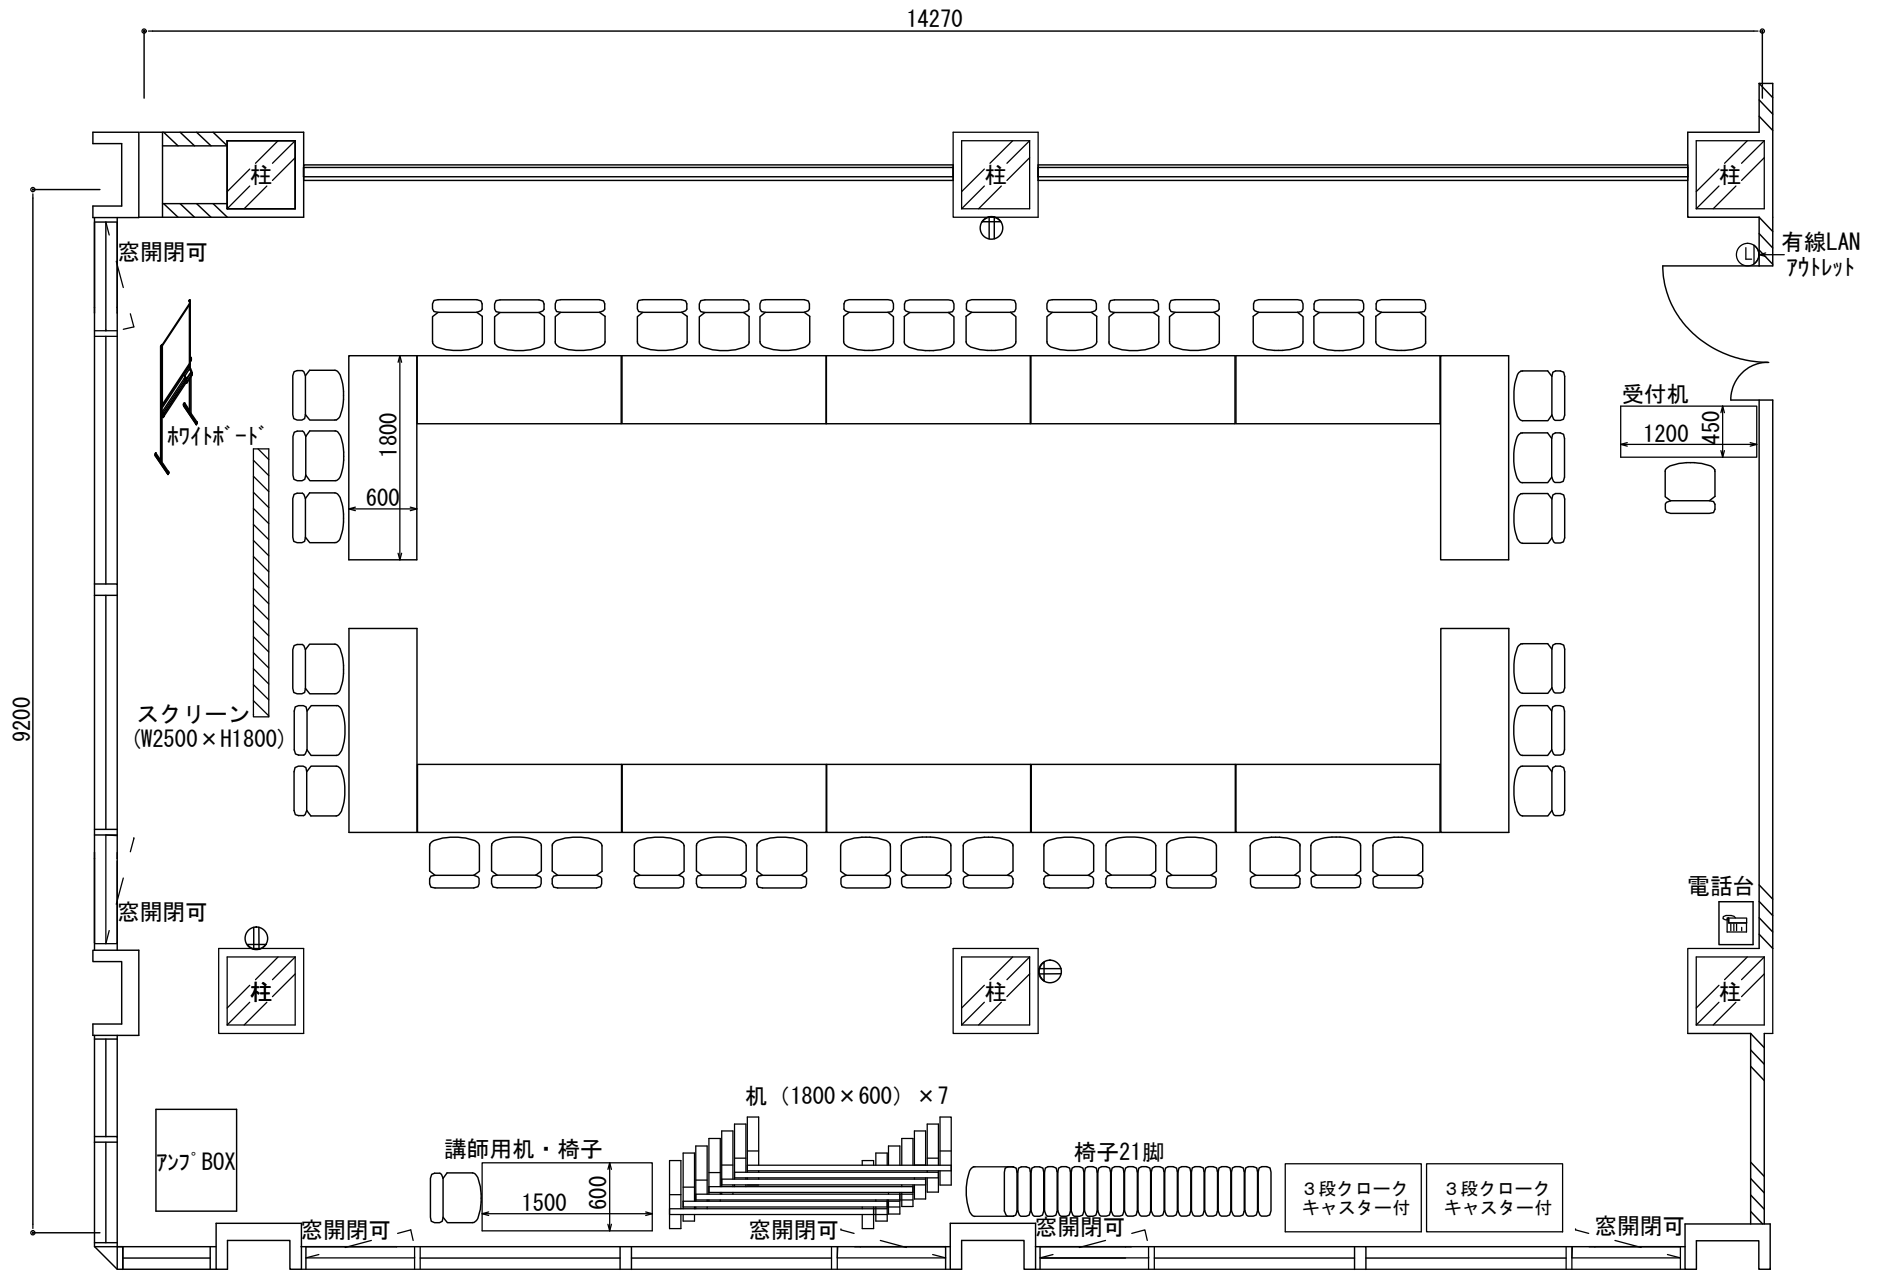 14270
柱
柱
柱
窓開閉可
有線LAN
アウトレット
L
受付机
1200
450
ホワイトボード
1800
600
9200
スクリーン
(W2500×H1800)
窓開閉可
電話台
柱
柱
柱
机（1800×600）×7
講師用机・椅子
椅子21脚
アンプBOX
1500
600
３段クローク
キャスター付
３段クローク
キャスター付
窓開閉可
窓開閉可
窓開閉可
窓開閉可